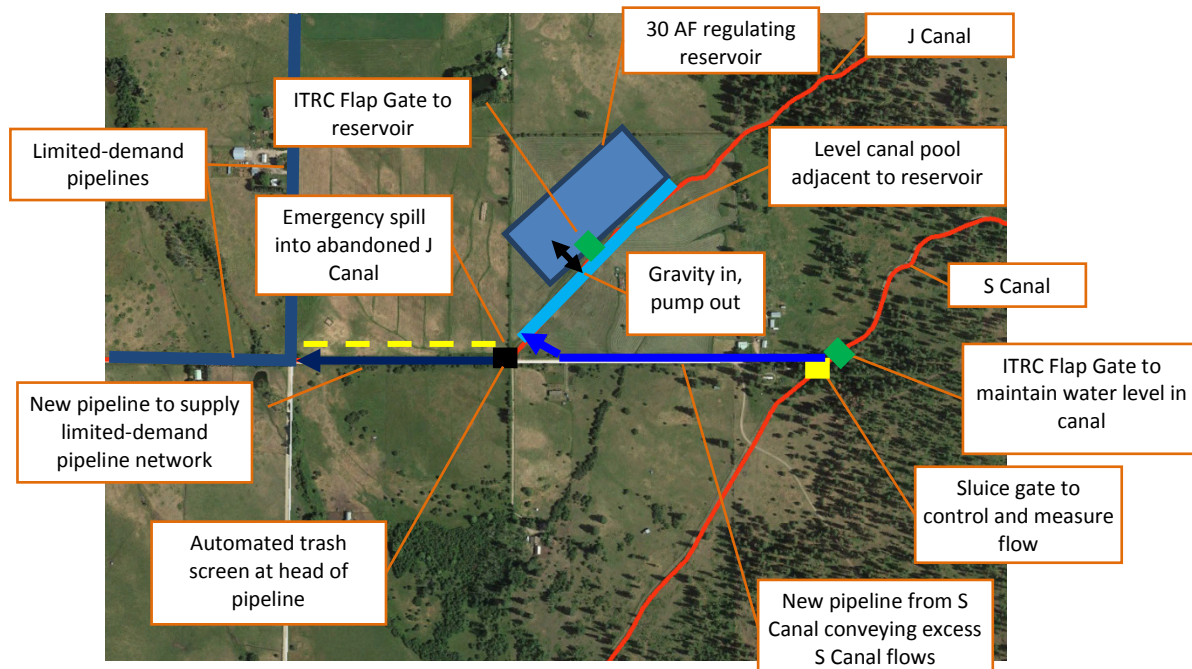 30 AF regulating
reservoir
J Canal
ITRC Flap Gate to
reservoir
Limited-demand
pipelines
Level canal pool
adjacent to reservoir
Emergency spill
into abandoned J
Canal
Gravity in,
pump out
S Canal
ITRC Flap Gate to
maintain water level in
canal
New pipeline to supply
limited-demand
pipeline network
Sluice gate to
control and measure
flow
Automated trash
screen at head of
pipeline
New pipeline from S
Canal conveying excess
S Canal flows